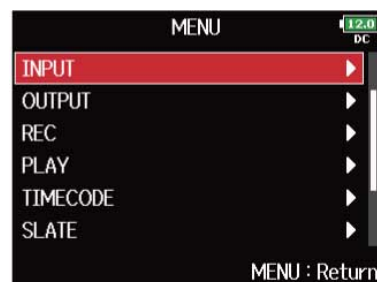 MENU
12.0
DC
INPUT
OUTPUT
REC
PLAY
TIMECODE
SLATE
MENU : Return